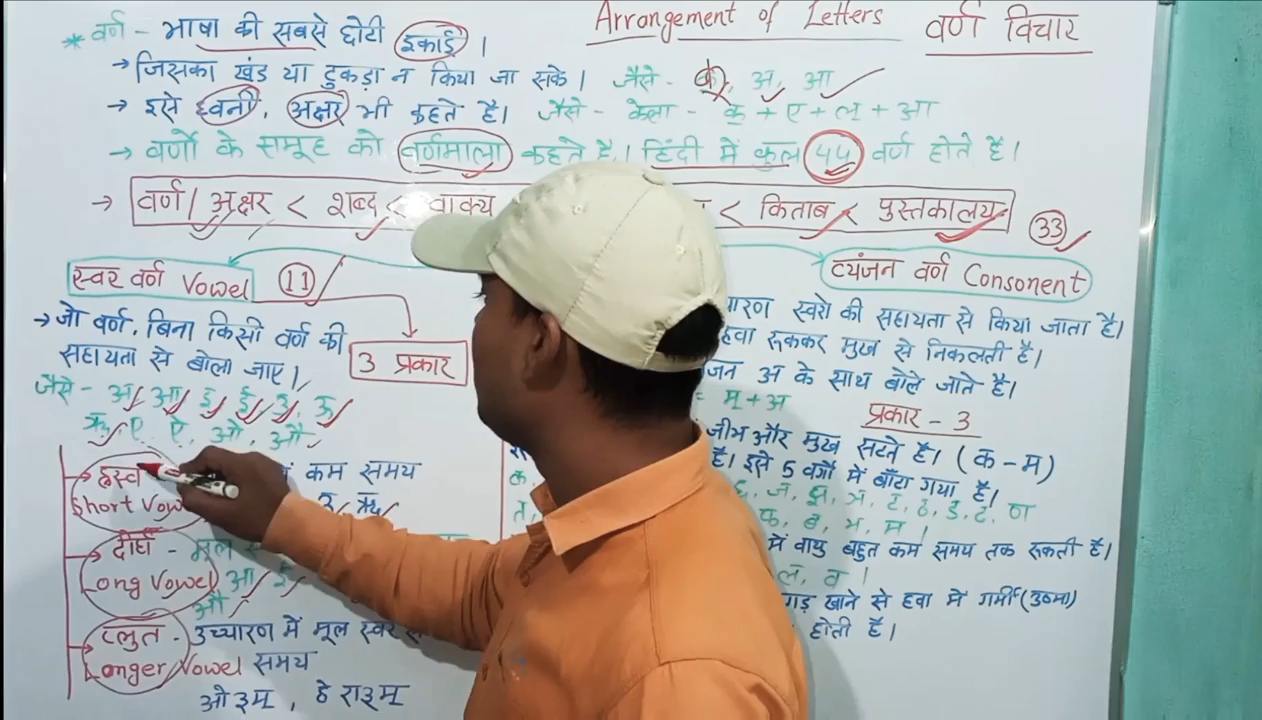 Arrangement of Letters
वर्ण विचार
* वर्ण - भाषा की सबसे छोटी इकाई ।
→ जिसका खंड या टुकड़ा न किया जा सके । जैसे - क, अ, आ
→ इसे ध्वनी, अक्षर भी कहते है। जैसे - केला - क् + ए + ल् + आ
→ वर्णो के समूह को वर्णमाला कहते है । हिंदी में कुल 44 वर्ण होते है ।
→ वर्ण / अक्षर < शब्द < वाक्य < किताब < पुस्तकालय
33
स्वर वर्ण Vowel 11
→ जो वर्ण, बिना किसी वर्ण की
सहायता से बोला जाए ।
3 प्रकार
जैसे - अ, आ, इ, ई, उ, ऊ
ऋ, ए, ऐ, ओ, औ
→ ह्रस्व कम समय
Short Vow उ, ऋ
→ दीर्घ - मूल
Long Vowel आ, ई
औ
→ प्लुत - उच्चारण में मूल स्वर
Longer Vowel समय
ओ३म् , हे रा३म्
व्यंजन वर्ण Consonent
स्वरो की सहायता से किया जाता है।
हवा रूककर मुख से निकलती है।
अ के साथ बोले जाते है।
= म् + अ
प्रकार - 3
जीभ और मुख सटते है। (क - म)
है। इसे 5 वर्गो में बाँटा गया है।
ज, झ, ञ, ट, ठ, ड, ढ, ण
फ, ब, भ, म ।
में वायु बहुत कम समय तक रूकती है।
ल, व ।
खाने से हवा में गर्मी (उष्मा)
होती है।